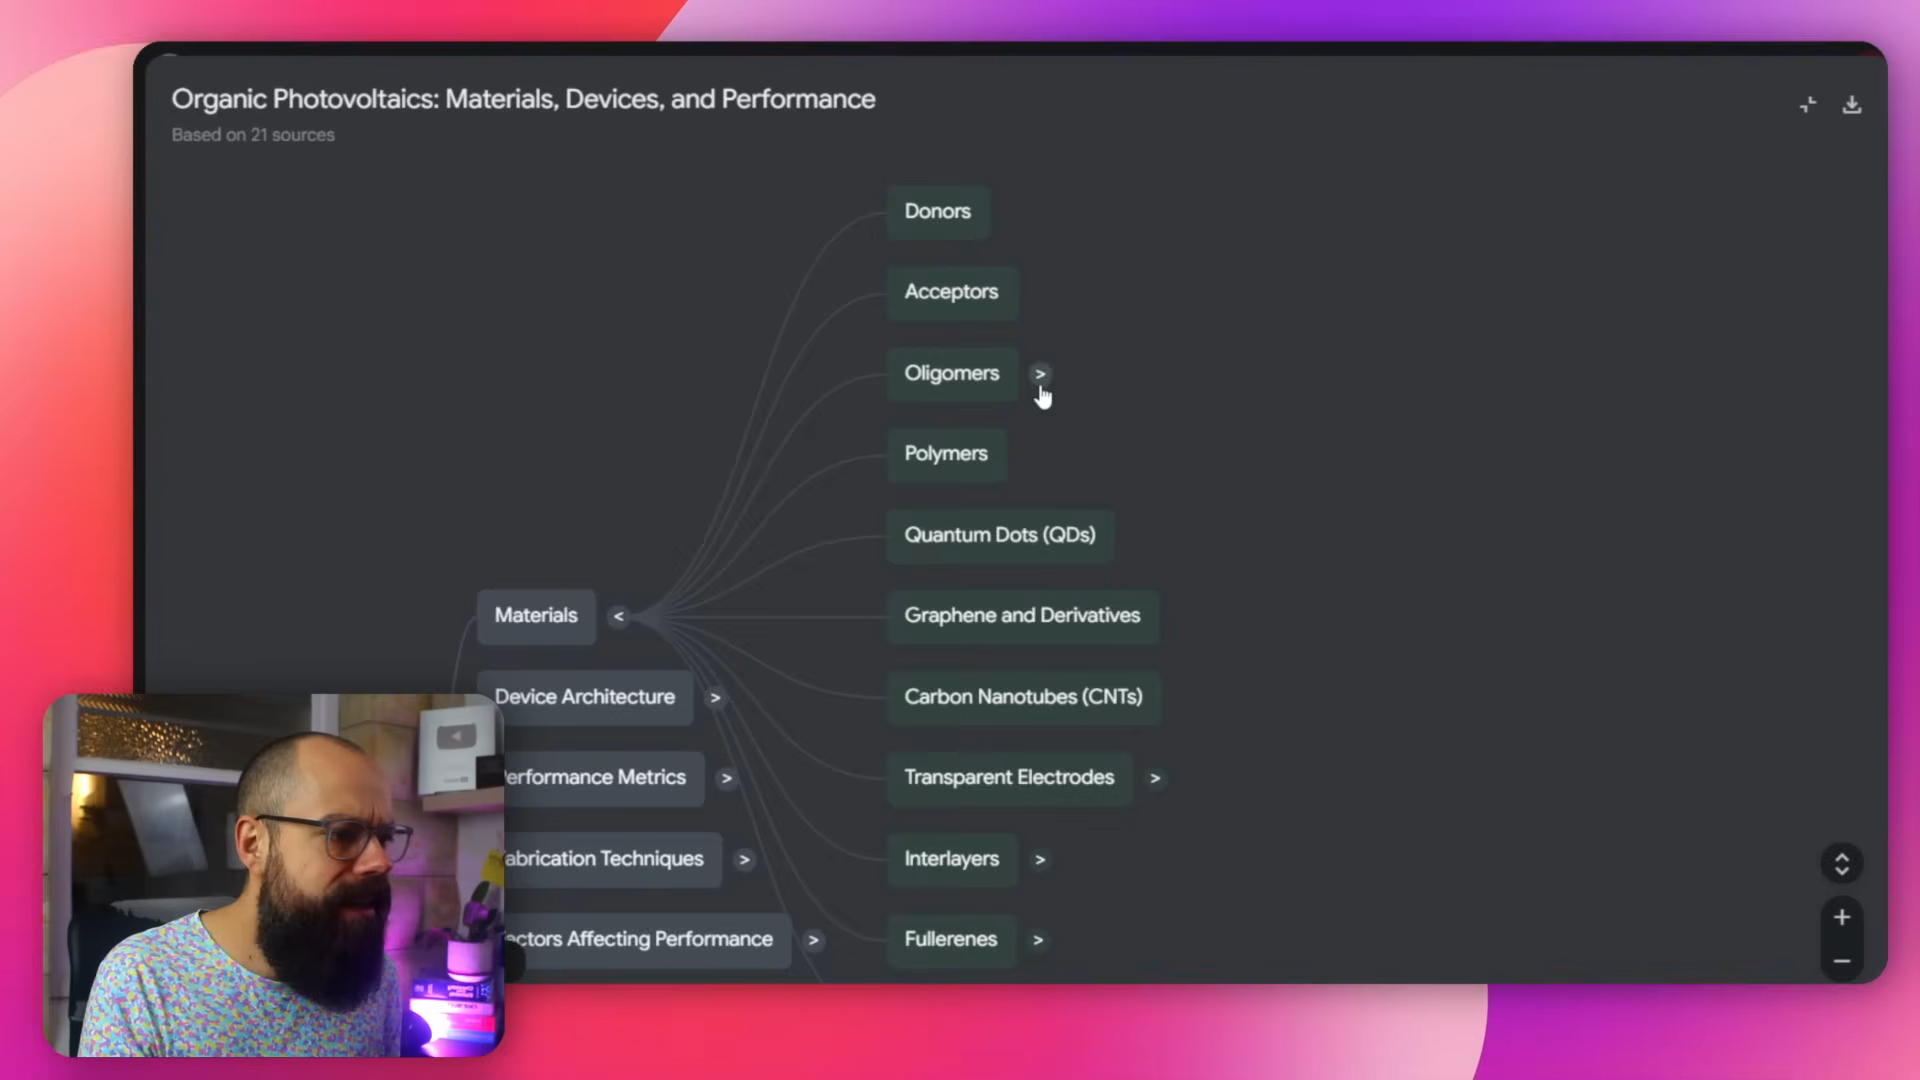 Organic Photovoltaics: Materials, Devices, and Performance
Based on 21 sources
Donors
Acceptors
Oligomers >
Polymers
Quantum Dots (QDs)
Materials <
Graphene and Derivatives
Device Architecture >
Carbon Nanotubes (CNTs)
erformance Metrics >
Transparent Electrodes >
abrication Techniques >
Interlayers >
actors Affecting Performance >
Fullerenes >